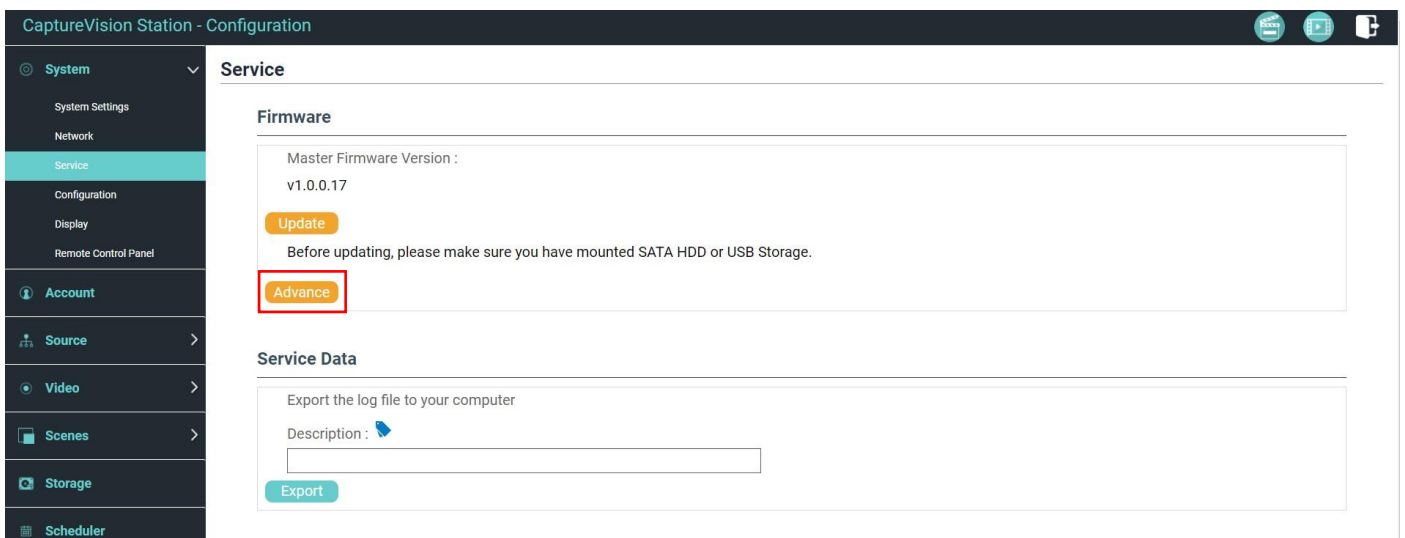 CaptureVision Station - Configuration
System
System Settings
Network
Service
Configuration
Display
Remote Control Panel
Account
Source
Video
Scenes
Storage
Scheduler
Service
Firmware
Master Firmware Version :
v1.0.0.17
Update
Before updating, please make sure you have mounted SATA HDD or USB Storage.
Advance
Service Data
Export the log file to your computer
Description :
Export